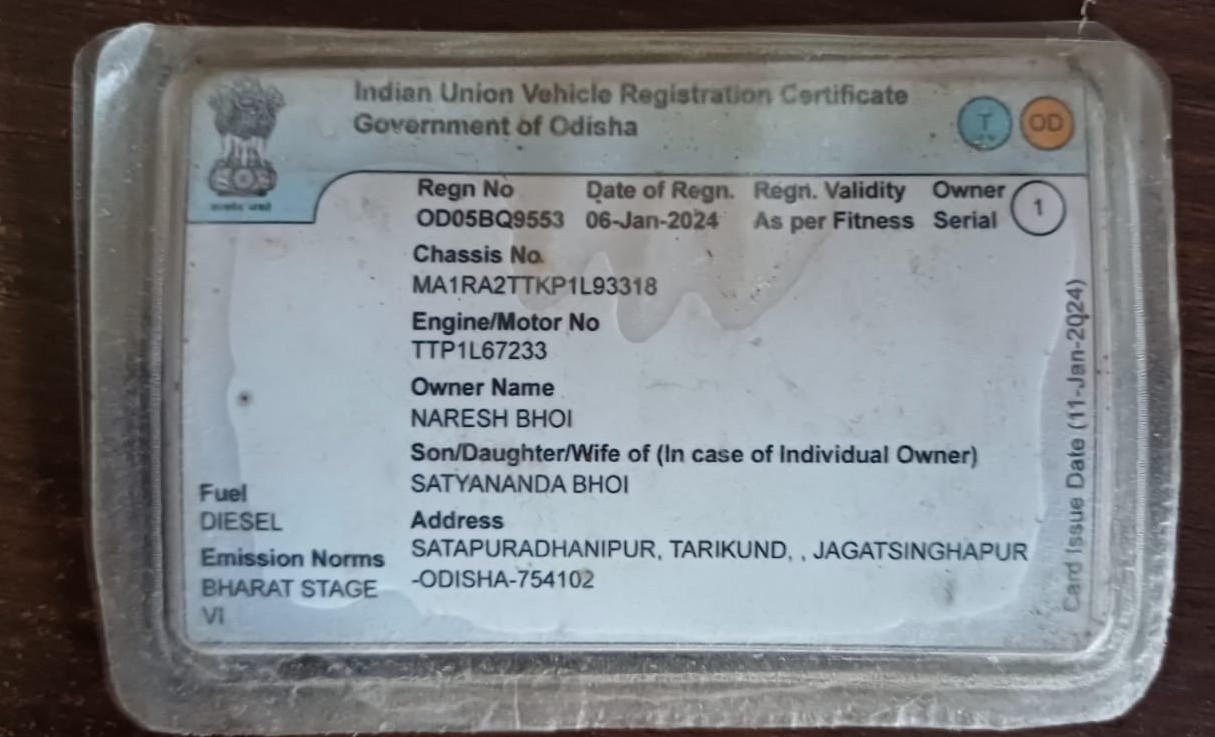 Indian Union Vehicle Registration Certificate
Government of Odisha
T
OD
Regn No Date of Regn. Regn. Validity Owner Serial
OD05BQ9553 06-Jan-2024 As per Fitness 1
Chassis No.
MA1RA2TTKP1L93318
Engine/Motor No
TTP1L67233
Owner Name
NARESH BHOI
Son/Daughter/Wife of (In case of Individual Owner)
SATYANANDA BHOI
Fuel
DIESEL
Emission Norms
BHARAT STAGE
VI
Address
SATAPURADHANIPUR, TARIKUND, , JAGATSINGHAPUR
-ODISHA-754102
Card Issue Date (11-Jan-2024)